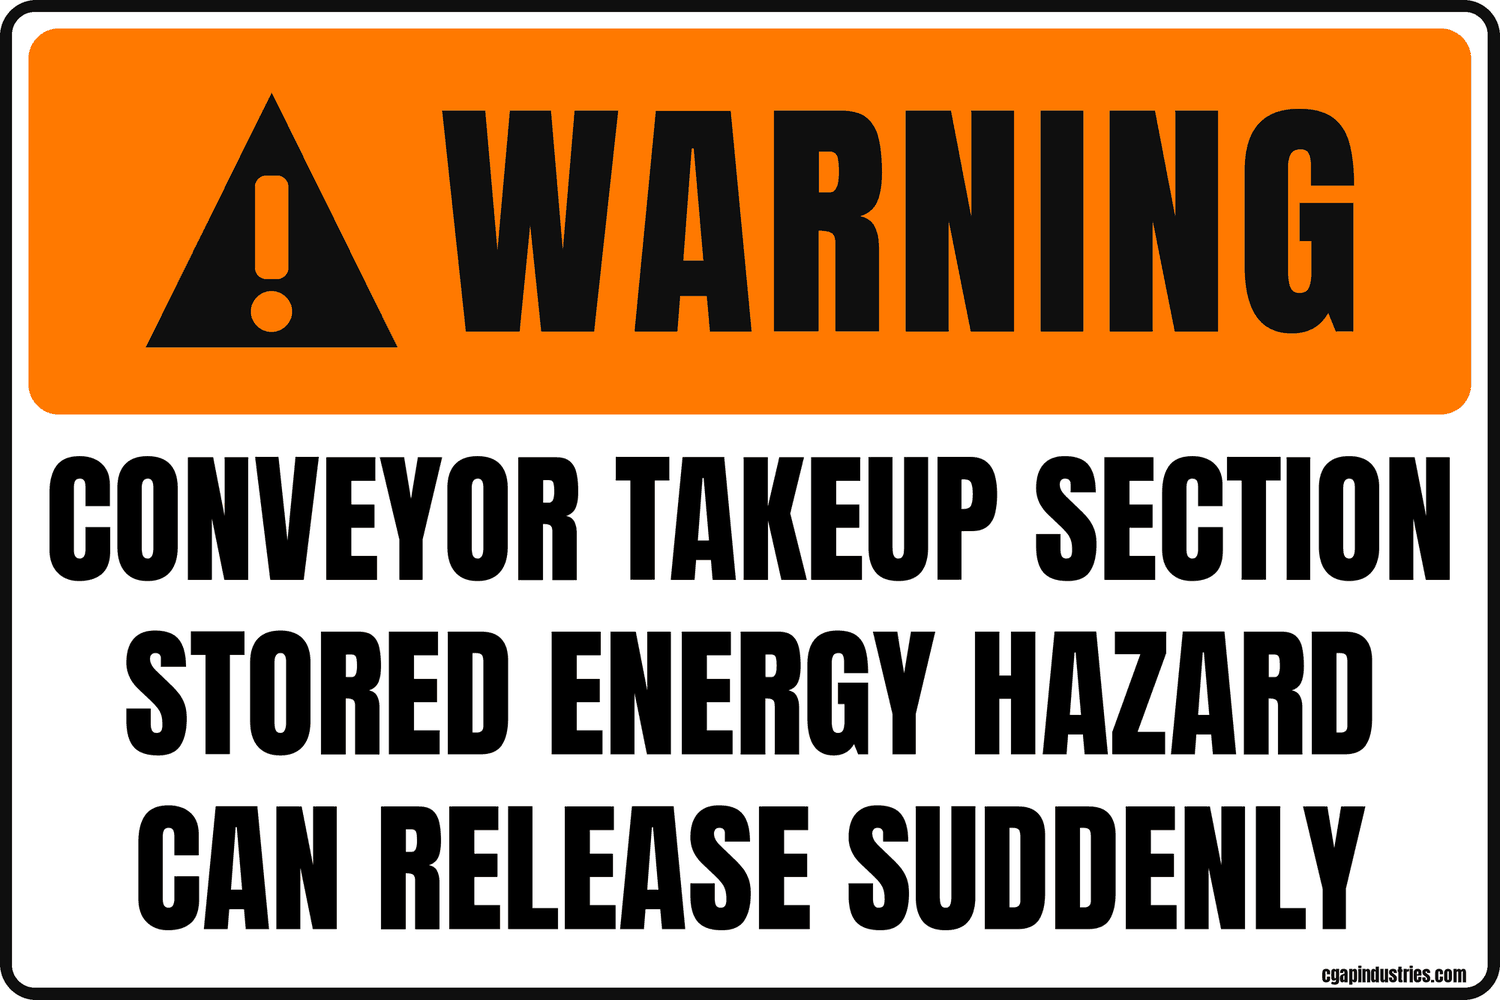 WARNING
CONVEYOR TAKEUP SECTION
STORED ENERGY HAZARD
CAN RELEASE SUDDENLY
cgapindustries.com